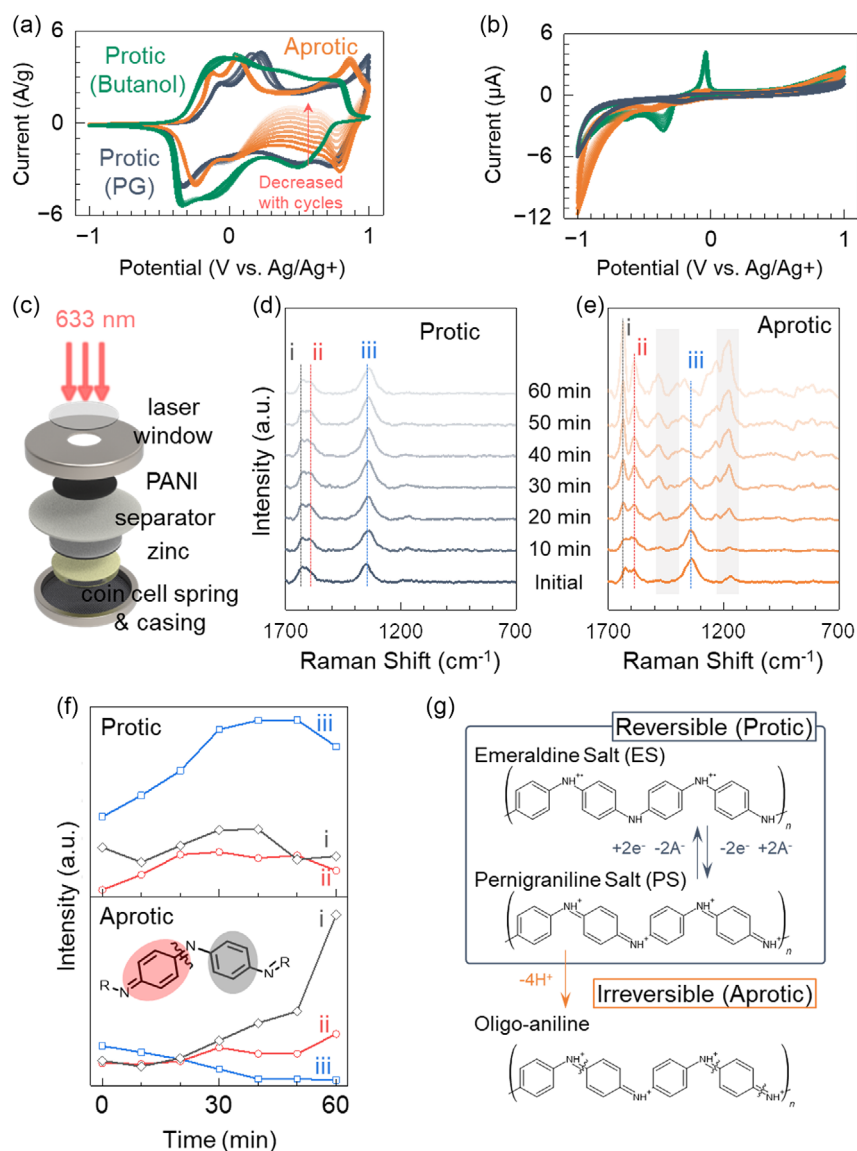 (a)
6
0
−6
Current (A/g)
Protic
(Butanol)
Aprotic
Protic
(PG)
Decreased
with cycles
−1
0
1
Potential (V vs. Ag/Ag+)
(b)
6
0
−6
−12
Current (µA)
−1
0
1
Potential (V vs. Ag/Ag+)
(c)
633 nm
laser
window
PANI
separator
zinc
coin cell spring
& casing
(d)
Protic
i
ii
iii
Intensity (a.u.)
1700
1200
700
Raman Shift (cm⁻¹)
60 min
50 min
40 min
30 min
20 min
10 min
Initial
(e)
Aprotic
i
ii
iii
1700
1200
700
Raman Shift (cm⁻¹)
(f)
Protic
iii
i
ii
Intensity (a.u.)
Aprotic
i
ii
iii
R
N
N
N
R
0
30
60
Time (min)
(g)
Reversible (Protic)
Emeraldine Salt (ES)
NH⁺•
NH⁺•
NH
NH
n
+2e⁻ -2A⁻
-2e⁻ +2A⁻
Pernigraniline Salt (PS)
NH⁺
NH⁺
NH⁺
NH⁺
n
-4H⁺
Irreversible (Aprotic)
Oligo-aniline
NH⁺
NH⁺
NH⁺
NH⁺
n